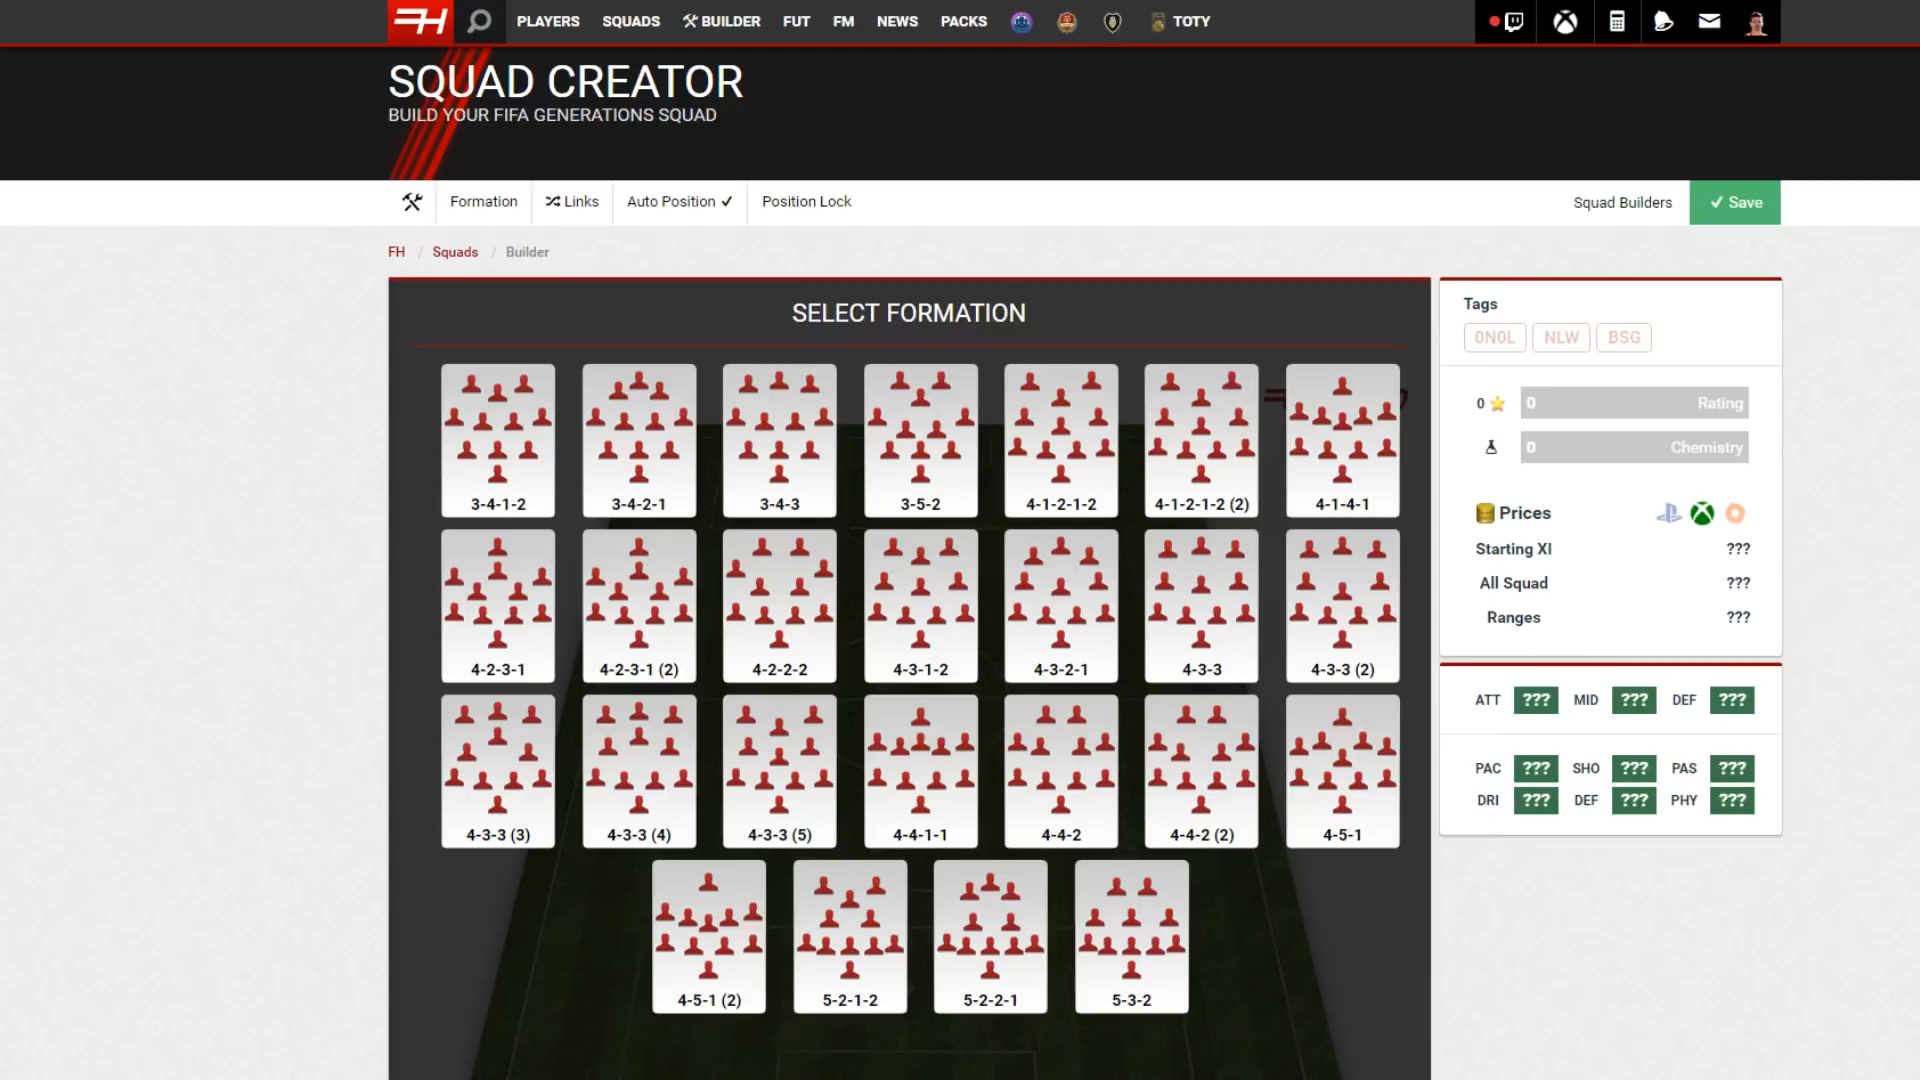 FH PLAYERS SQUADS BUILDER FUT FM NEWS PACKS TOTY
SQUAD CREATOR
BUILD YOUR FIFA GENERATIONS SQUAD
Formation Links Auto Position ✓ Position Lock Squad Builders ✓ Save
FH / Squads / Builder
SELECT FORMATION
3-4-1-2 3-4-2-1 3-4-3 3-5-2 4-1-2-1-2 4-1-2-1-2 (2) 4-1-4-1
4-2-3-1 4-2-3-1 (2) 4-2-2-2 4-3-1-2 4-3-2-1 4-3-3 4-3-3 (2)
4-3-3 (3) 4-3-3 (4) 4-3-3 (5) 4-4-1-1 4-4-2 4-4-2 (2) 4-5-1
4-5-1 (2) 5-2-1-2 5-2-2-1 5-3-2
Tags
0N0L NLW BSG
0 0 Rating
0 Chemistry
Prices
Starting XI ???
All Squad ???
Ranges ???
ATT ??? MID ??? DEF ???
PAC ??? SHO ??? PAS ???
DRI ??? DEF ??? PHY ???